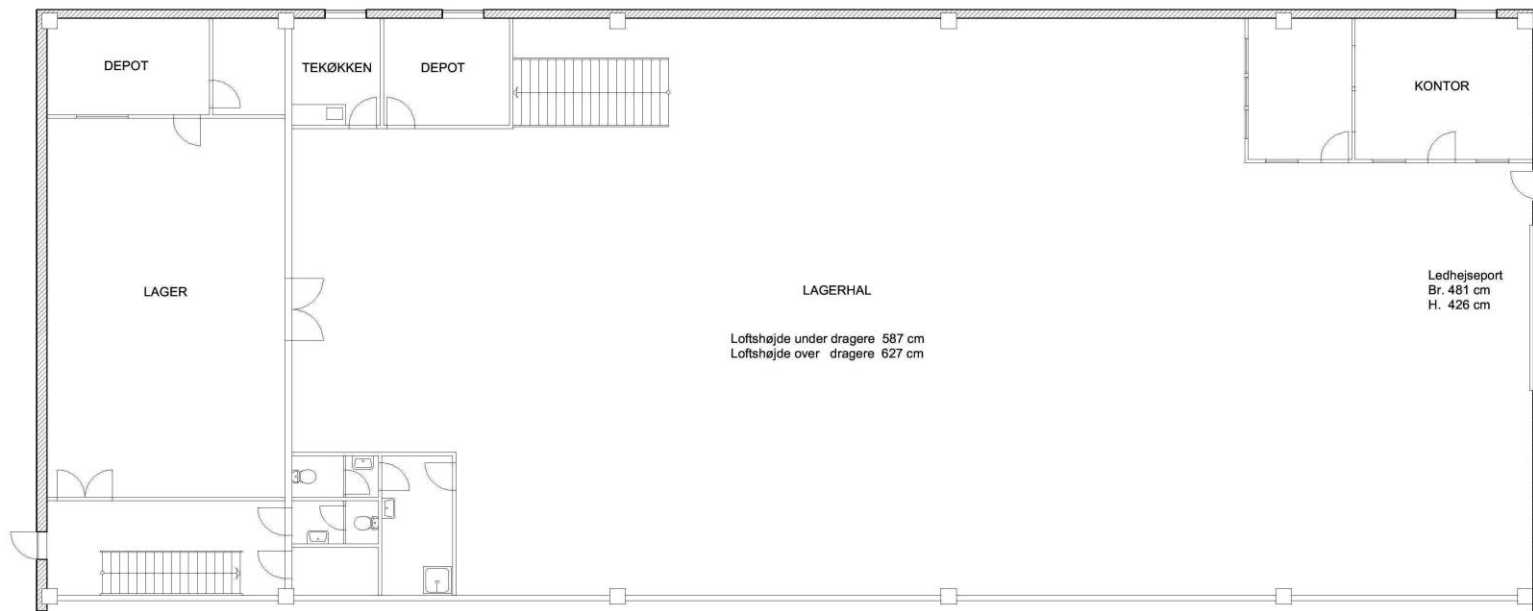 DEPOT
TEKØKKEN
DEPOT
KONTOR
LAGER
LAGERHAL
Loftshøjde under dragere 587 cm
Loftshøjde over dragere 627 cm
Ledhejseport
Br. 481 cm
H. 426 cm